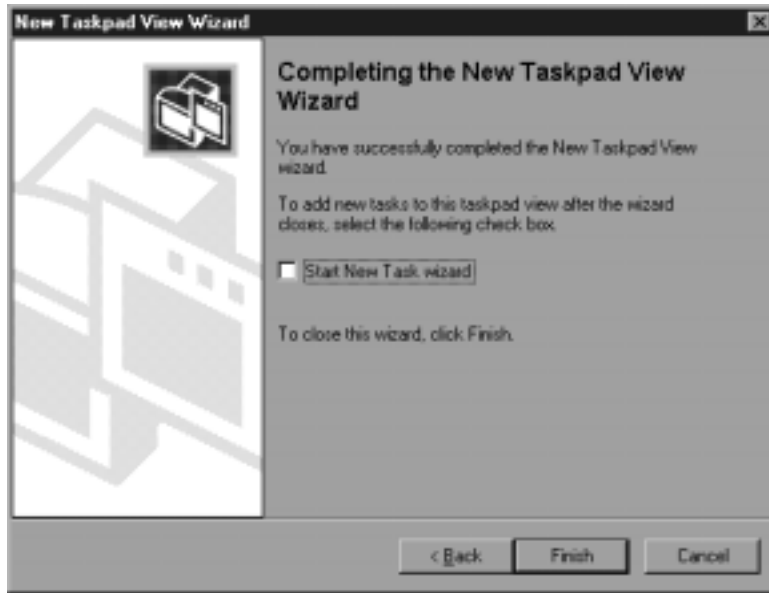 New Taskpad View Wizard
Completing the New Taskpad View
Wizard
You have successfully completed the New Taskpad View
wizard.
To add new tasks to this taskpad view after the wizard
closes, select the following check box.
Start New Task wizard
To close this wizard, click Finish.
< Back
Finish
Cancel